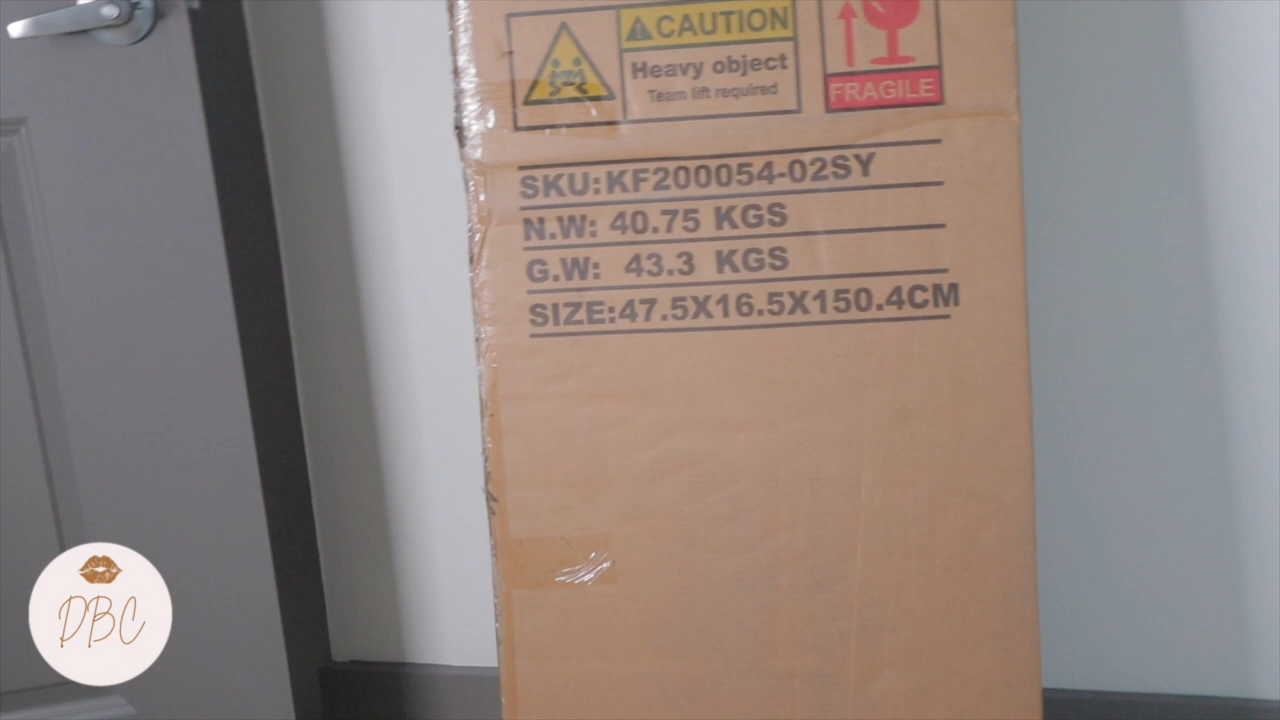 CAUTION
Heavy object
Team lift required
FRAGILE
SKU:KF200054-02SY
N.W: 40.75 KGS
G.W: 43.3 KGS
SIZE:47.5X16.5X150.4CM
DBC